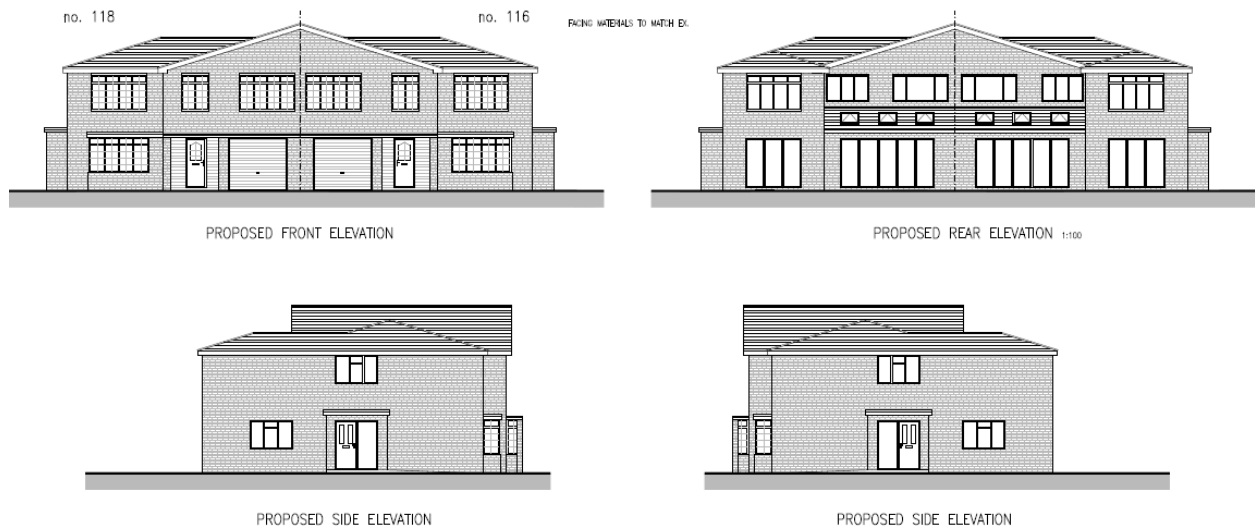 no. 118
no. 116
FACING MATERIALS TO MATCH EX.
PROPOSED FRONT ELEVATION
PROPOSED REAR ELEVATION 1:100
PROPOSED SIDE ELEVATION
PROPOSED SIDE ELEVATION